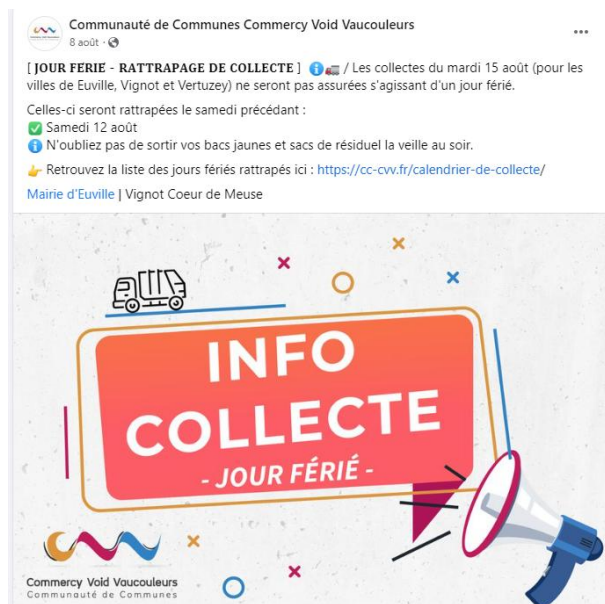 Communauté de Communes Commercy Void Vaucouleurs
8 août ·
[ JOUR FERIE - RATTRAPAGE DE COLLECTE ] ℹ️🚛 / Les collectes du mardi 15 août (pour les
villes de Euville, Vignot et Vertuzey) ne seront pas assurées s'agissant d'un jour férié.
Celles-ci seront rattrapées le samedi précédant :
✅ Samedi 12 août
ℹ️ N'oubliez pas de sortir vos bacs jaunes et sacs de résiduel la veille au soir.
👉 Retrouvez la liste des jours fériés rattrapés ici : https://cc-cvv.fr/calendrier-de-collecte/
Mairie d'Euville | Vignot Coeur de Meuse
INFO
COLLECTE
- JOUR FÉRIÉ -
Commercy Void Vaucouleurs
Communauté de Communes